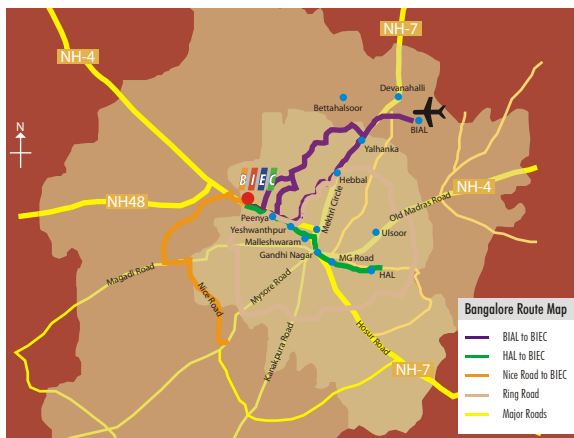 NH-7
NH-4
Devanahalli
Bettahalsoor
BIAL
N
Yalhanka
BIEC
Hebbal
NH-4
NH48
Mekhri Circle
Old Madras Road
Peenya
Yeshwanthpur
Ulsoor
Malleshwaram
Gandhi Nagar
MG Road
HAL
Magadi Road
Mysore Road
Nice Road
Kanakpura Road
Hosur Road
NH-7
Bangalore Route Map
BIAL to BIEC
HAL to BIEC
Nice Road to BIEC
Ring Road
Major Roads